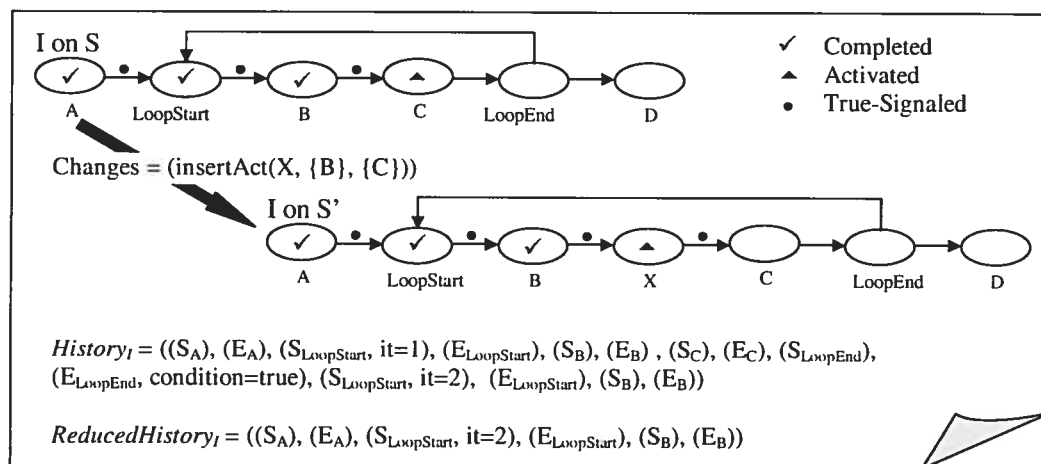 I on S
✓ Completed
▲ Activated
● True-Signaled
A LoopStart B C LoopEnd D
Changes = (insertAct(X, {B}, {C}))
I on S'
A LoopStart B X C LoopEnd D
History_I = ((S_A), (E_A), (S_LoopStart, it=1), (E_LoopStart), (S_B), (E_B) , (S_C), (E_C), (S_LoopEnd),
(E_LoopEnd, condition=true), (S_LoopStart, it=2), (E_LoopStart), (S_B), (E_B))
ReducedHistory_I = ((S_A), (E_A), (S_LoopStart, it=2), (E_LoopStart), (S_B), (E_B))